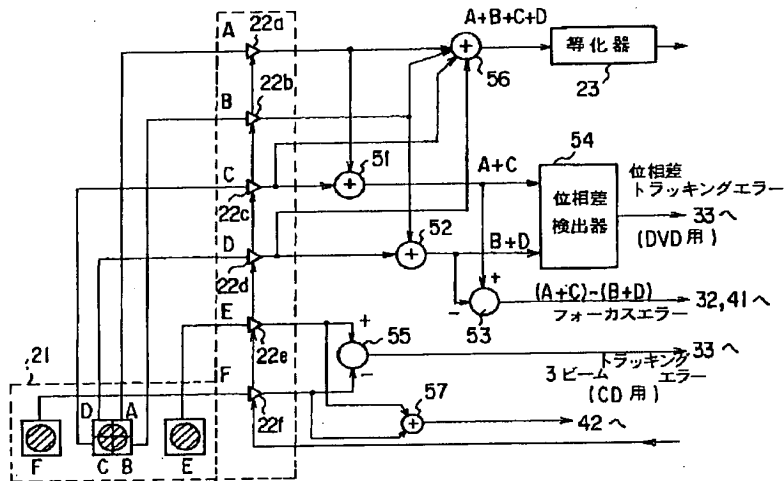 A
22a
A+B+C+D
等化器
23
56
B
22b
C
22c
51
A+C
54
位相差
検出器
位相差
トラッキングエラー
33へ
(DVD用)
D
22d
52
B+D
+
-
53
(A+C)-(B+D)
フォーカスエラー
32,41へ
E
22e
+
-
55
33へ
3ビーム
トラッキング
エラー
(CD用)
F
22f
57
42へ
21
D
A
F
C
B
E